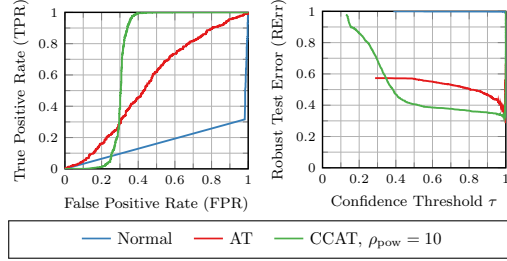 True Positive Rate (TPR)
1
0.8
0.6
0.4
0.2
0
0 0.2 0.4 0.6 0.8 1
False Positive Rate (FPR)
Robust Test Error (RErr)
1
0.8
0.6
0.4
0.2
0
0 0.2 0.4 0.6 0.8 1
Confidence Threshold τ
Normal AT CCAT, ρpow = 10